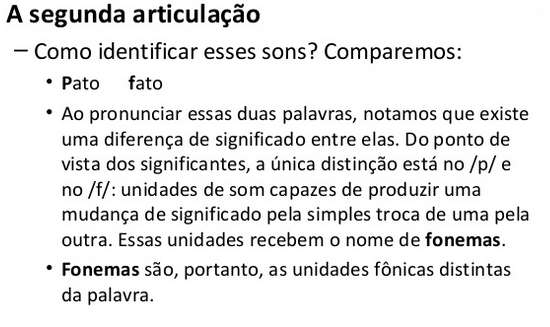 A segunda articulação
– Como identificar esses sons? Comparemos:
• Pato fato
• Ao pronunciar essas duas palavras, notamos que existe
uma diferença de significado entre elas. Do ponto de
vista dos significantes, a única distinção está no /p/ e
no /f/: unidades de som capazes de produzir uma
mudança de significado pela simples troca de uma pela
outra. Essas unidades recebem o nome de fonemas.
• Fonemas são, portanto, as unidades fônicas distintas
da palavra.